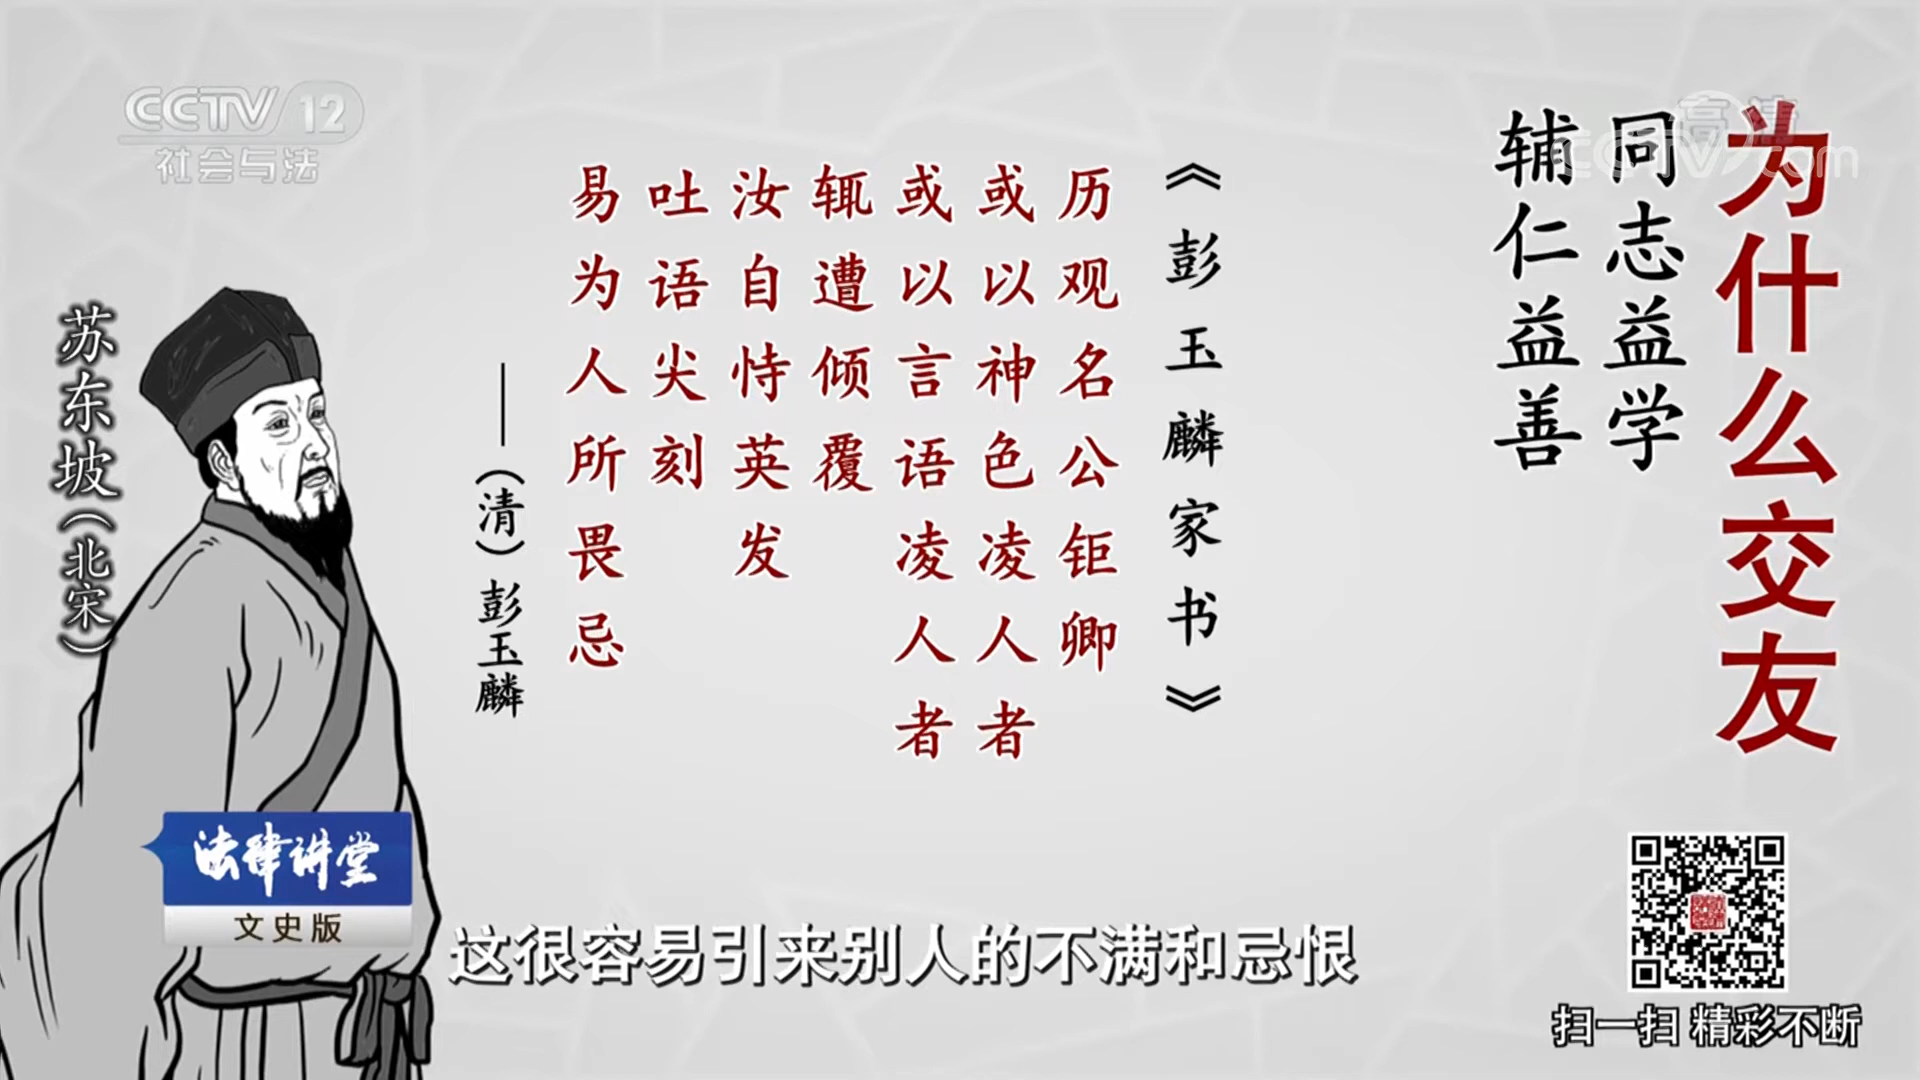 CCTV 12
社会与法
高清
CCTV.com
为什么交友
同志益学
辅仁益善
《彭玉麟家书》
历观名公钜卿
或以神色凌人者
或以言语凌人者
辄遭倾覆
汝自恃英发
吐语尖刻
易为人所畏忌
——（清）彭玉麟
苏东坡（北宋）
法律讲堂
文史版
这很容易引来别人的不满和忌恨
扫一扫 精彩不断